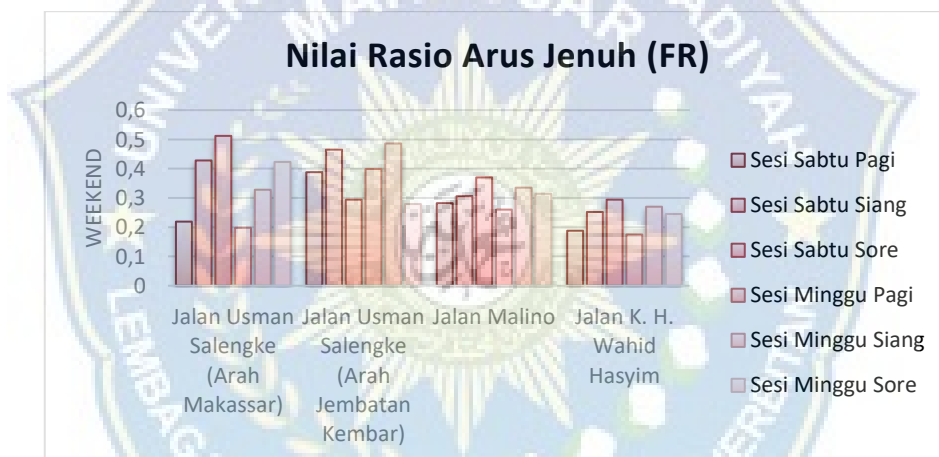 Nilai Rasio Arus Jenuh (FR)
WEEKEND
0,6
0,5
0,4
0,3
0,2
0,1
0
Jalan Usman
Salengke
(Arah
Makassar)
Jalan Usman
Salengke
(Arah
Jembatan
Kembar)
Jalan Malino
Jalan K. H.
Wahid
Hasyim
Sesi Sabtu Pagi
Sesi Sabtu Siang
Sesi Sabtu Sore
Sesi Minggu Pagi
Sesi Minggu Siang
Sesi Minggu Sore